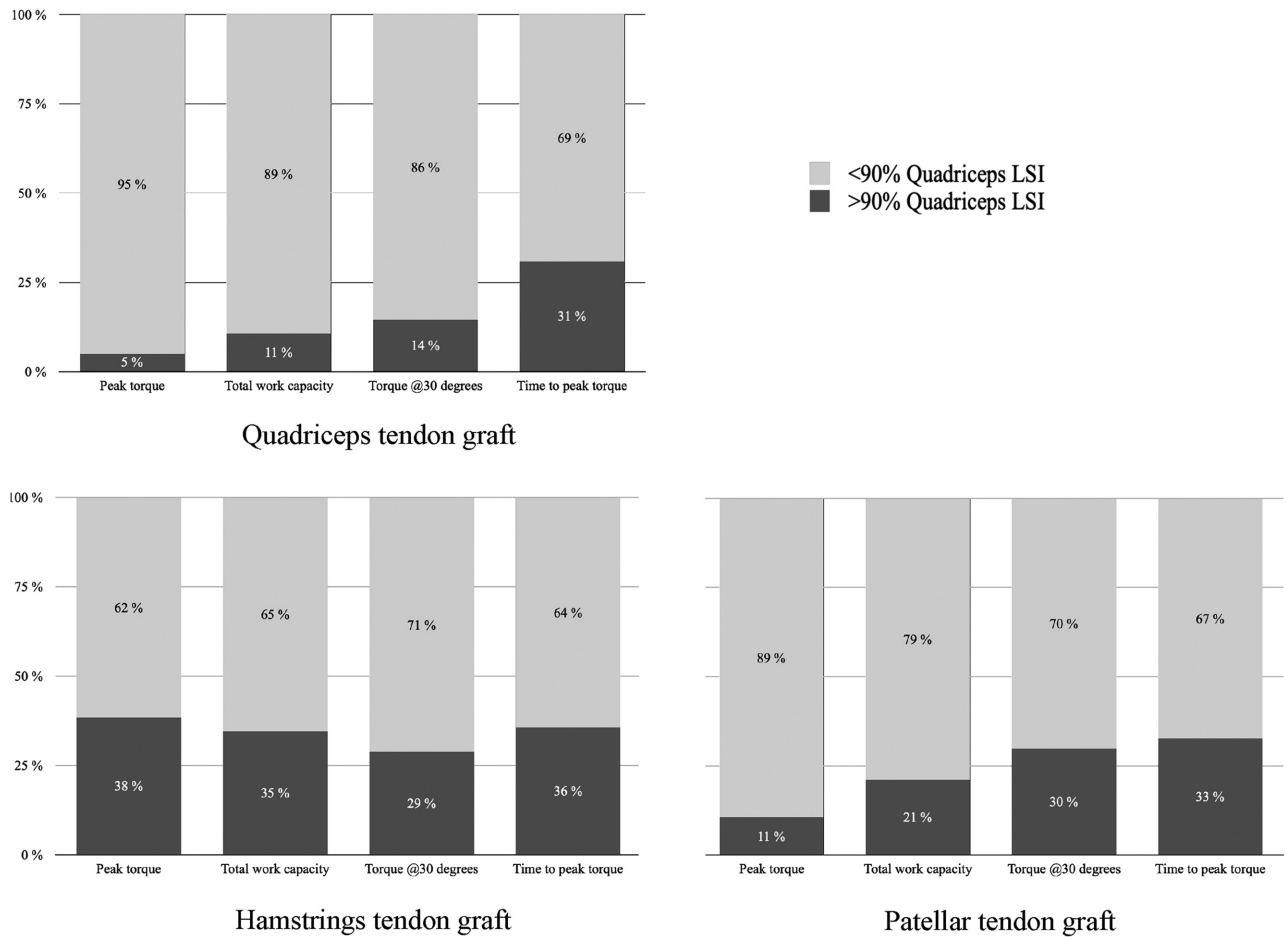 100 %
75 %
50 %
25 %
0 %
95 %
89 %
86 %
69 %
5 %
11 %
14 %
31 %
Peak torque
Total work capacity
Torque @30 degrees
Time to peak torque
Quadriceps tendon graft
<90% Quadriceps LSI
>90% Quadriceps LSI
100 %
75 %
50 %
25 %
0 %
62 %
65 %
71 %
64 %
38 %
35 %
29 %
36 %
Peak torque
Total work capacity
Torque @30 degrees
Time to peak torque
Hamstrings tendon graft
89 %
79 %
70 %
67 %
11 %
21 %
30 %
33 %
Peak torque
Total work capacity
Torque @30 degrees
Time to peak torque
Patellar tendon graft